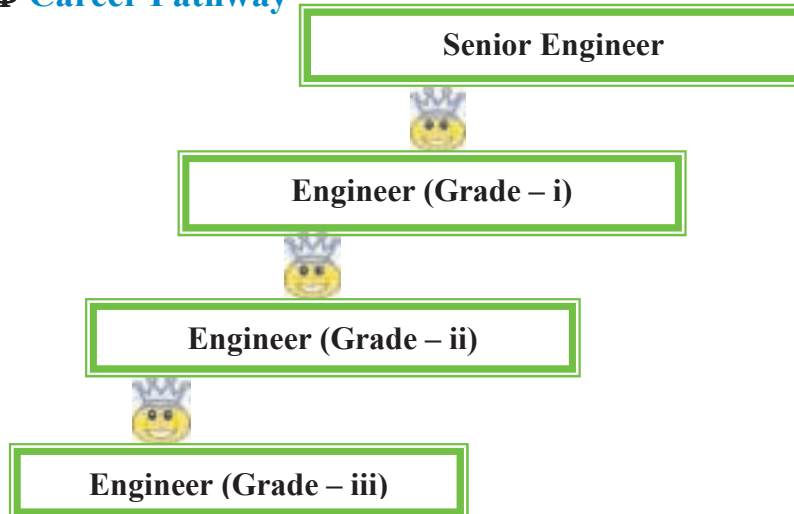 Career Pathway
Senior Engineer
Engineer (Grade – i)
Engineer (Grade – ii)
Engineer (Grade – iii)